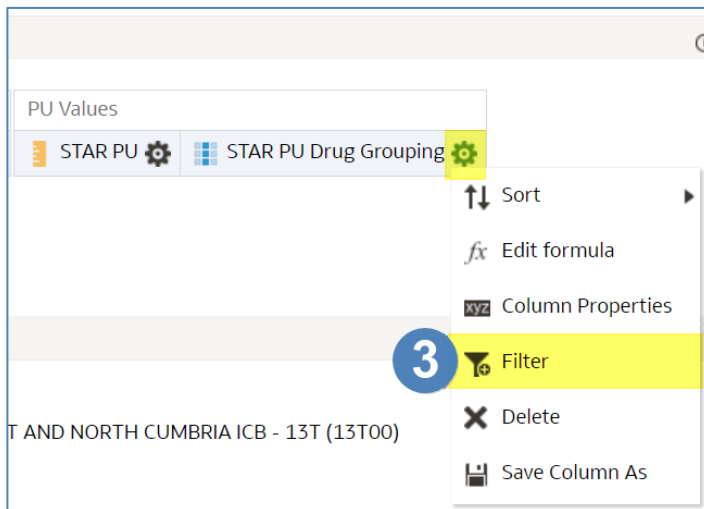 PU Values
STAR PU STAR PU Drug Grouping
Sort
fx Edit formula
xyz Column Properties
3 Filter
T AND NORTH CUMBRIA ICB - 13T (13T00)
Delete
Save Column As